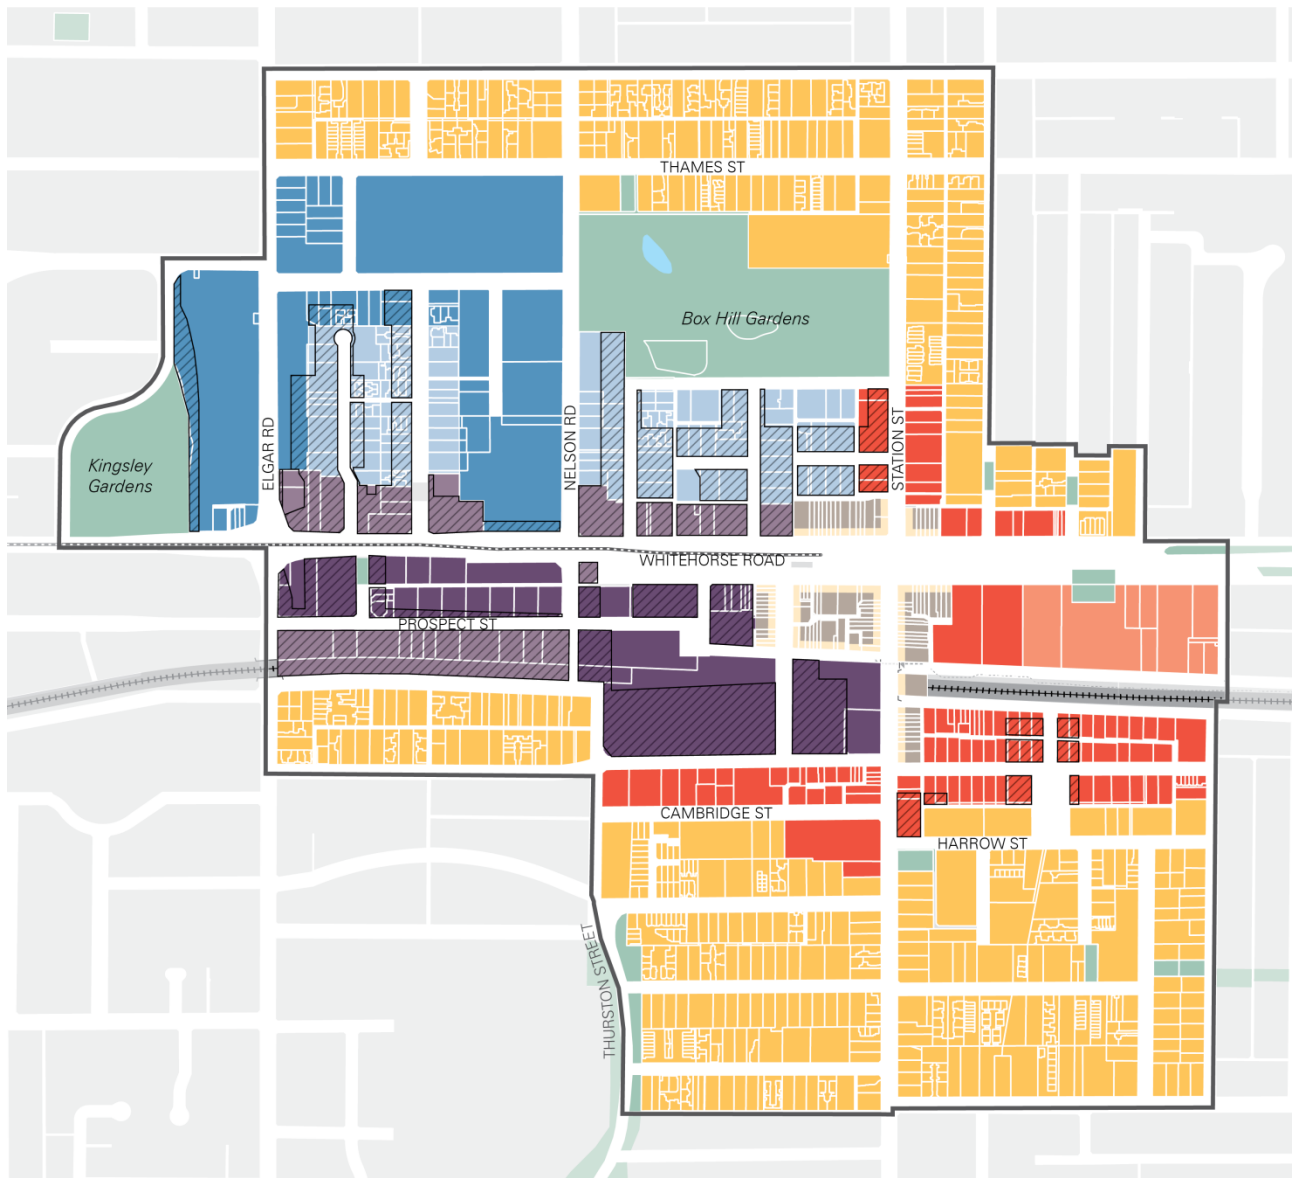 THAMES ST
Box Hill Gardens
Kingsley
Gardens
ELGAR RD
NELSON RD
STATION ST
WHITEHORSE ROAD
PROSPECT ST
CAMBRIDGE ST
HARROW ST
THURSTON STREET